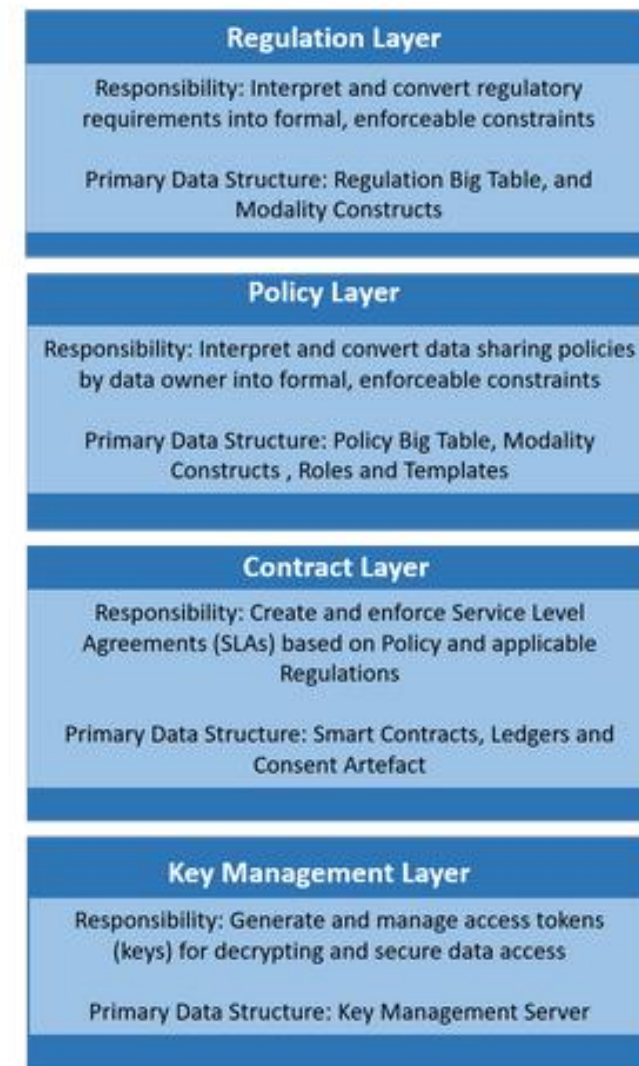 Regulation Layer
Responsibility: Interpret and convert regulatory
requirements into formal, enforceable constraints
Primary Data Structure: Regulation Big Table, and
Modality Constructs
Policy Layer
Responsibility: Interpret and convert data sharing policies
by data owner into formal, enforceable constraints
Primary Data Structure: Policy Big Table, Modality
Constructs , Roles and Templates
Contract Layer
Responsibility: Create and enforce Service Level
Agreements (SLAs) based on Policy and applicable
Regulations
Primary Data Structure: Smart Contracts, Ledgers and
Consent Artefact
Key Management Layer
Responsibility: Generate and manage access tokens
(keys) for decrypting and secure data access
Primary Data Structure: Key Management Server